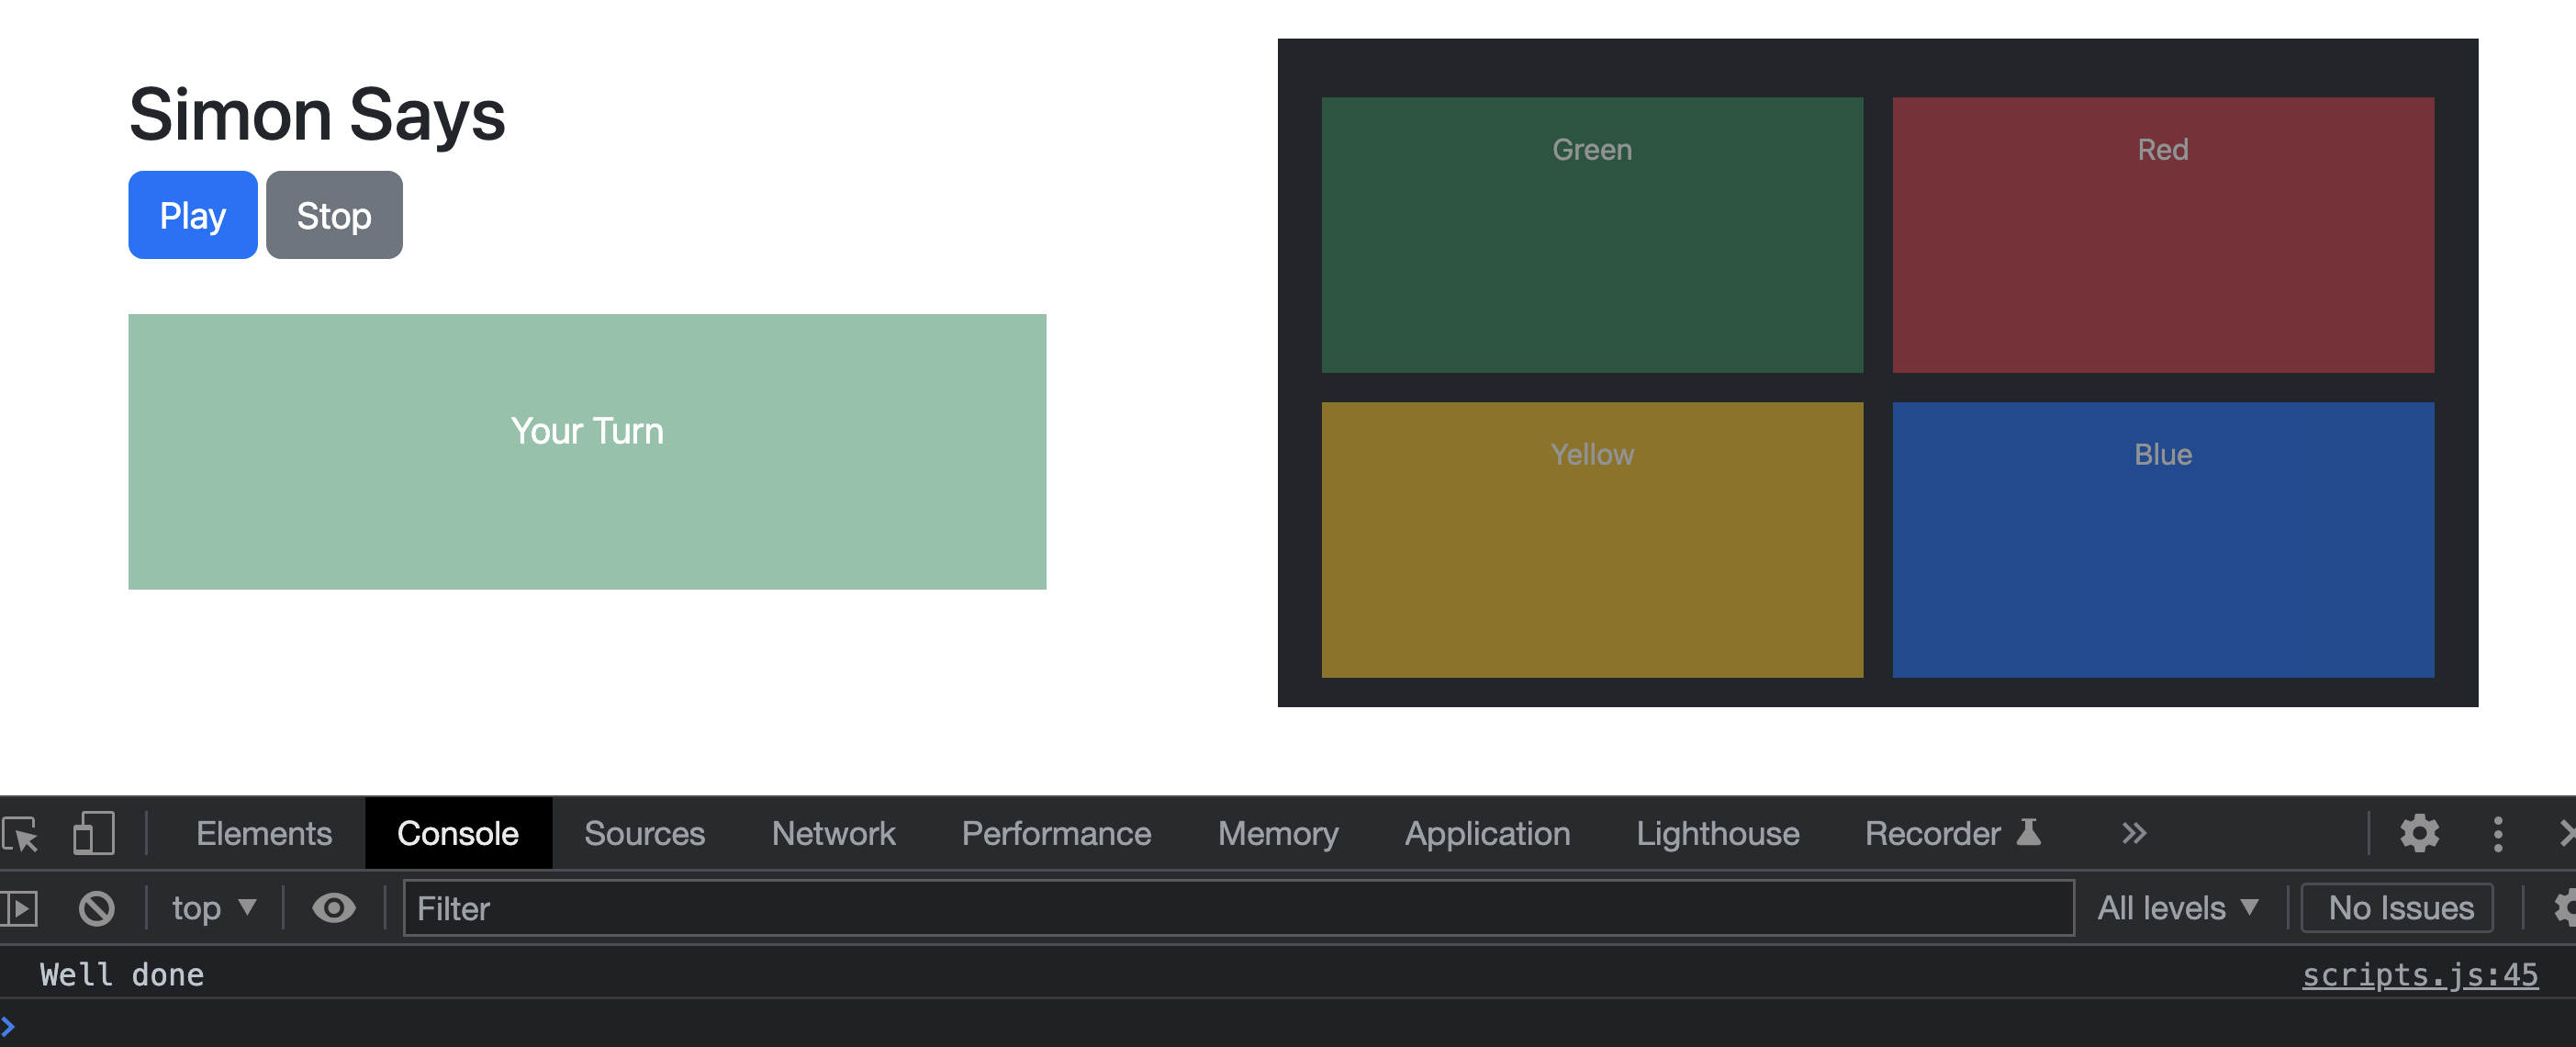 Simon Says
Play Stop
Your Turn
Green Red
Yellow Blue
Elements Console Sources Network Performance Memory Application Lighthouse Recorder
top Filter All levels No Issues
Well done scripts.js:45